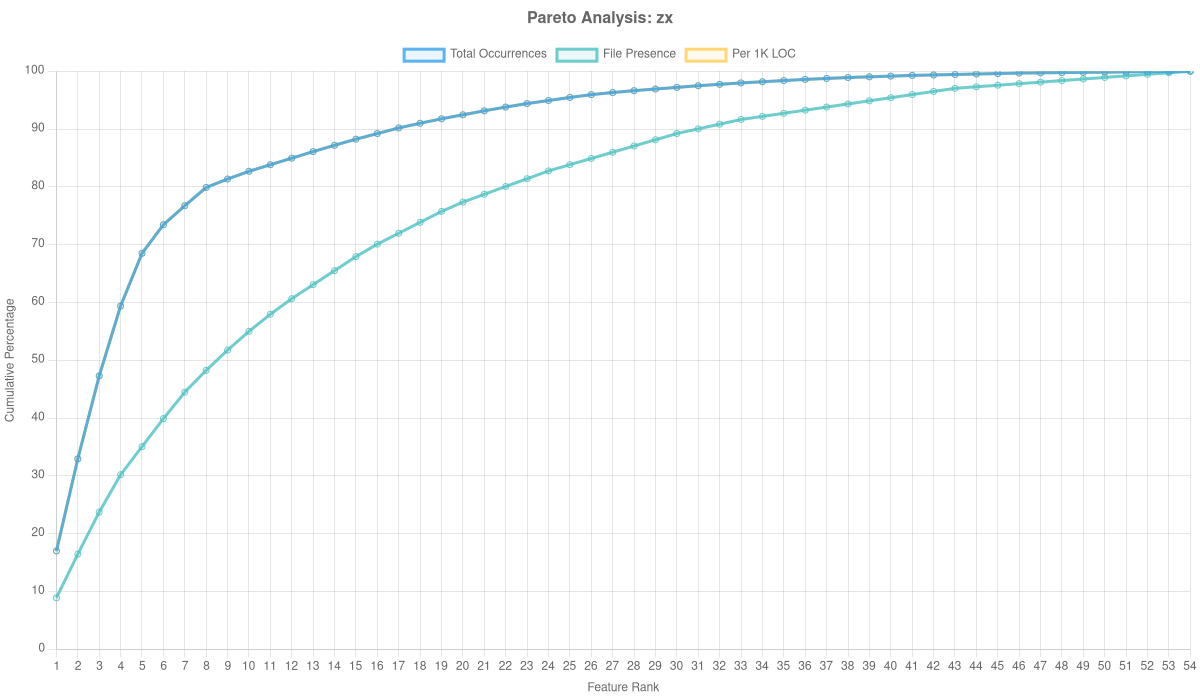 Pareto Analysis: zx
Total Occurrences File Presence Per 1K LOC
100
90
80
70
60
50
40
30
20
10
0
Cumulative Percentage
1 2 3 4 5 6 7 8 9 10 11 12 13 14 15 16 17 18 19 20 21 22 23 24 25 26 27 28 29 30 31 32 33 34 35 36 37 38 39 40 41 42 43 44 45 46 47 48 49 50 51 52 53 54
Feature Rank